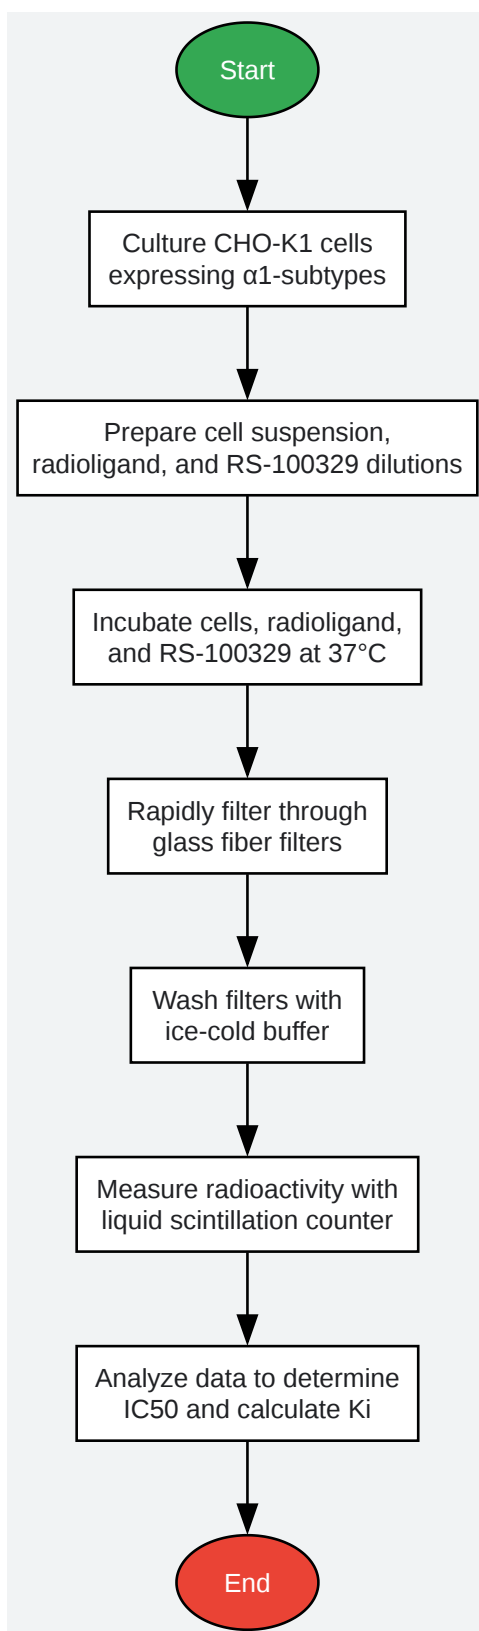 Start
Culture CHO-K1 cells
expressing α1-subtypes
Prepare cell suspension,
radioligand, and RS-100329 dilutions
Incubate cells, radioligand,
and RS-100329 at 37°C
Rapidly filter through
glass fiber filters
Wash filters with
ice-cold buffer
Measure radioactivity with
liquid scintillation counter
Analyze data to determine
IC50 and calculate Ki
End